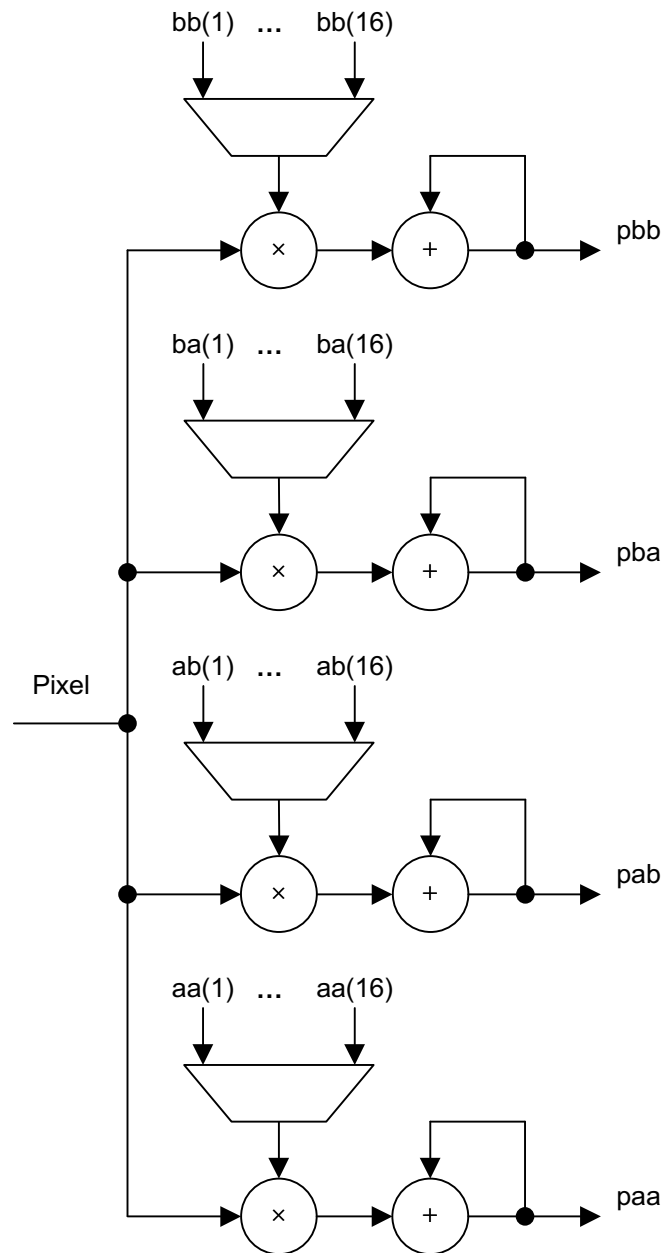 bb(1) ... bb(16)
× + pbb
ba(1) ... ba(16)
× + pba
Pixel
ab(1) ... ab(16)
× + pab
aa(1) ... aa(16)
× + paa